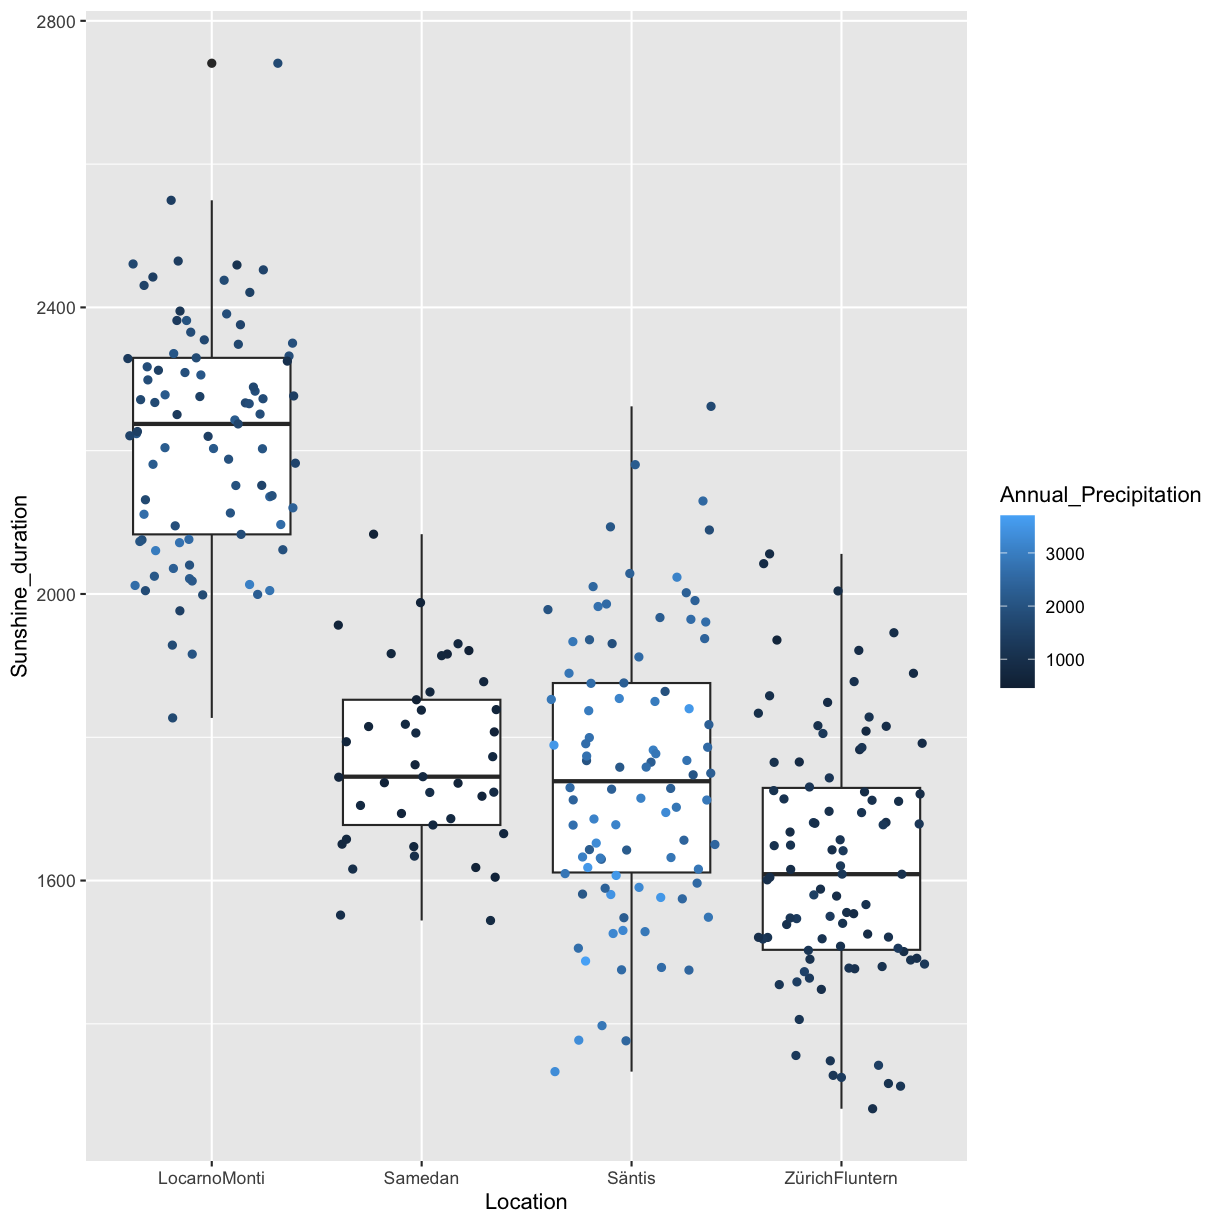 Sunshine_duration
2800
2400
2000
1600
LocarnoMonti
Samedan
Säntis
ZürichFluntern
Location
Annual_Precipitation
3000
2000
1000